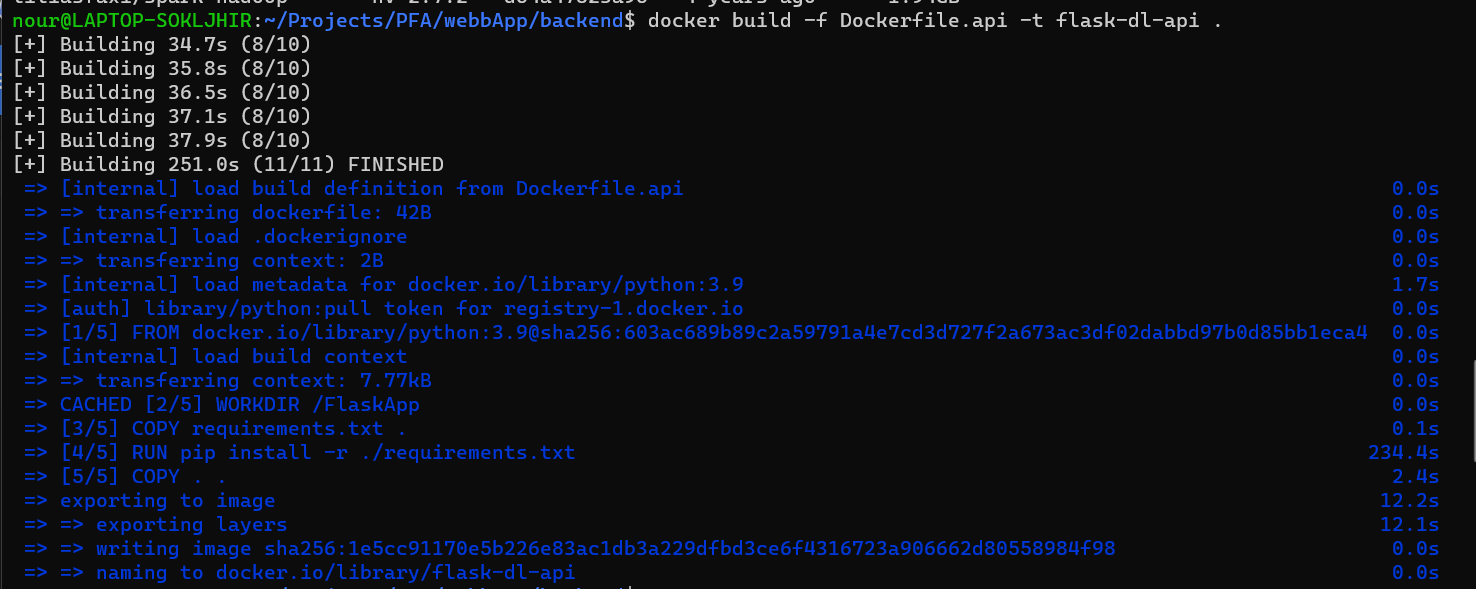 nour@LAPTOP-SOKLJHIR:~/Projects/PFA/webbApp/backend$ docker build -f Dockerfile.api -t flask-dl-api .
[+] Building 34.7s (8/10)
[+] Building 35.8s (8/10)
[+] Building 36.5s (8/10)
[+] Building 37.1s (8/10)
[+] Building 37.9s (8/10)
[+] Building 251.0s (11/11) FINISHED
=> [internal] load build definition from Dockerfile.api 0.0s
=> => transferring dockerfile: 42B 0.0s
=> [internal] load .dockerignore 0.0s
=> => transferring context: 2B 0.0s
=> [internal] load metadata for docker.io/library/python:3.9 1.7s
=> [auth] library/python:pull token for registry-1.docker.io 0.0s
=> [1/5] FROM docker.io/library/python:3.9@sha256:603ac689b89c2a59791a4e7cd3d727f2a673ac3df02dabbd97b0d85bb1eca4 0.0s
=> [internal] load build context 0.0s
=> => transferring context: 7.77kB 0.0s
=> CACHED [2/5] WORKDIR /FlaskApp 0.0s
=> [3/5] COPY requirements.txt . 0.1s
=> [4/5] RUN pip install -r ./requirements.txt 234.4s
=> [5/5] COPY . . 2.4s
=> exporting to image 12.2s
=> => exporting layers 12.1s
=> => writing image sha256:1e5cc91170e5b226e83ac1db3a229dfbd3ce6f4316723a906662d80558984f98 0.0s
=> => naming to docker.io/library/flask-dl-api 0.0s